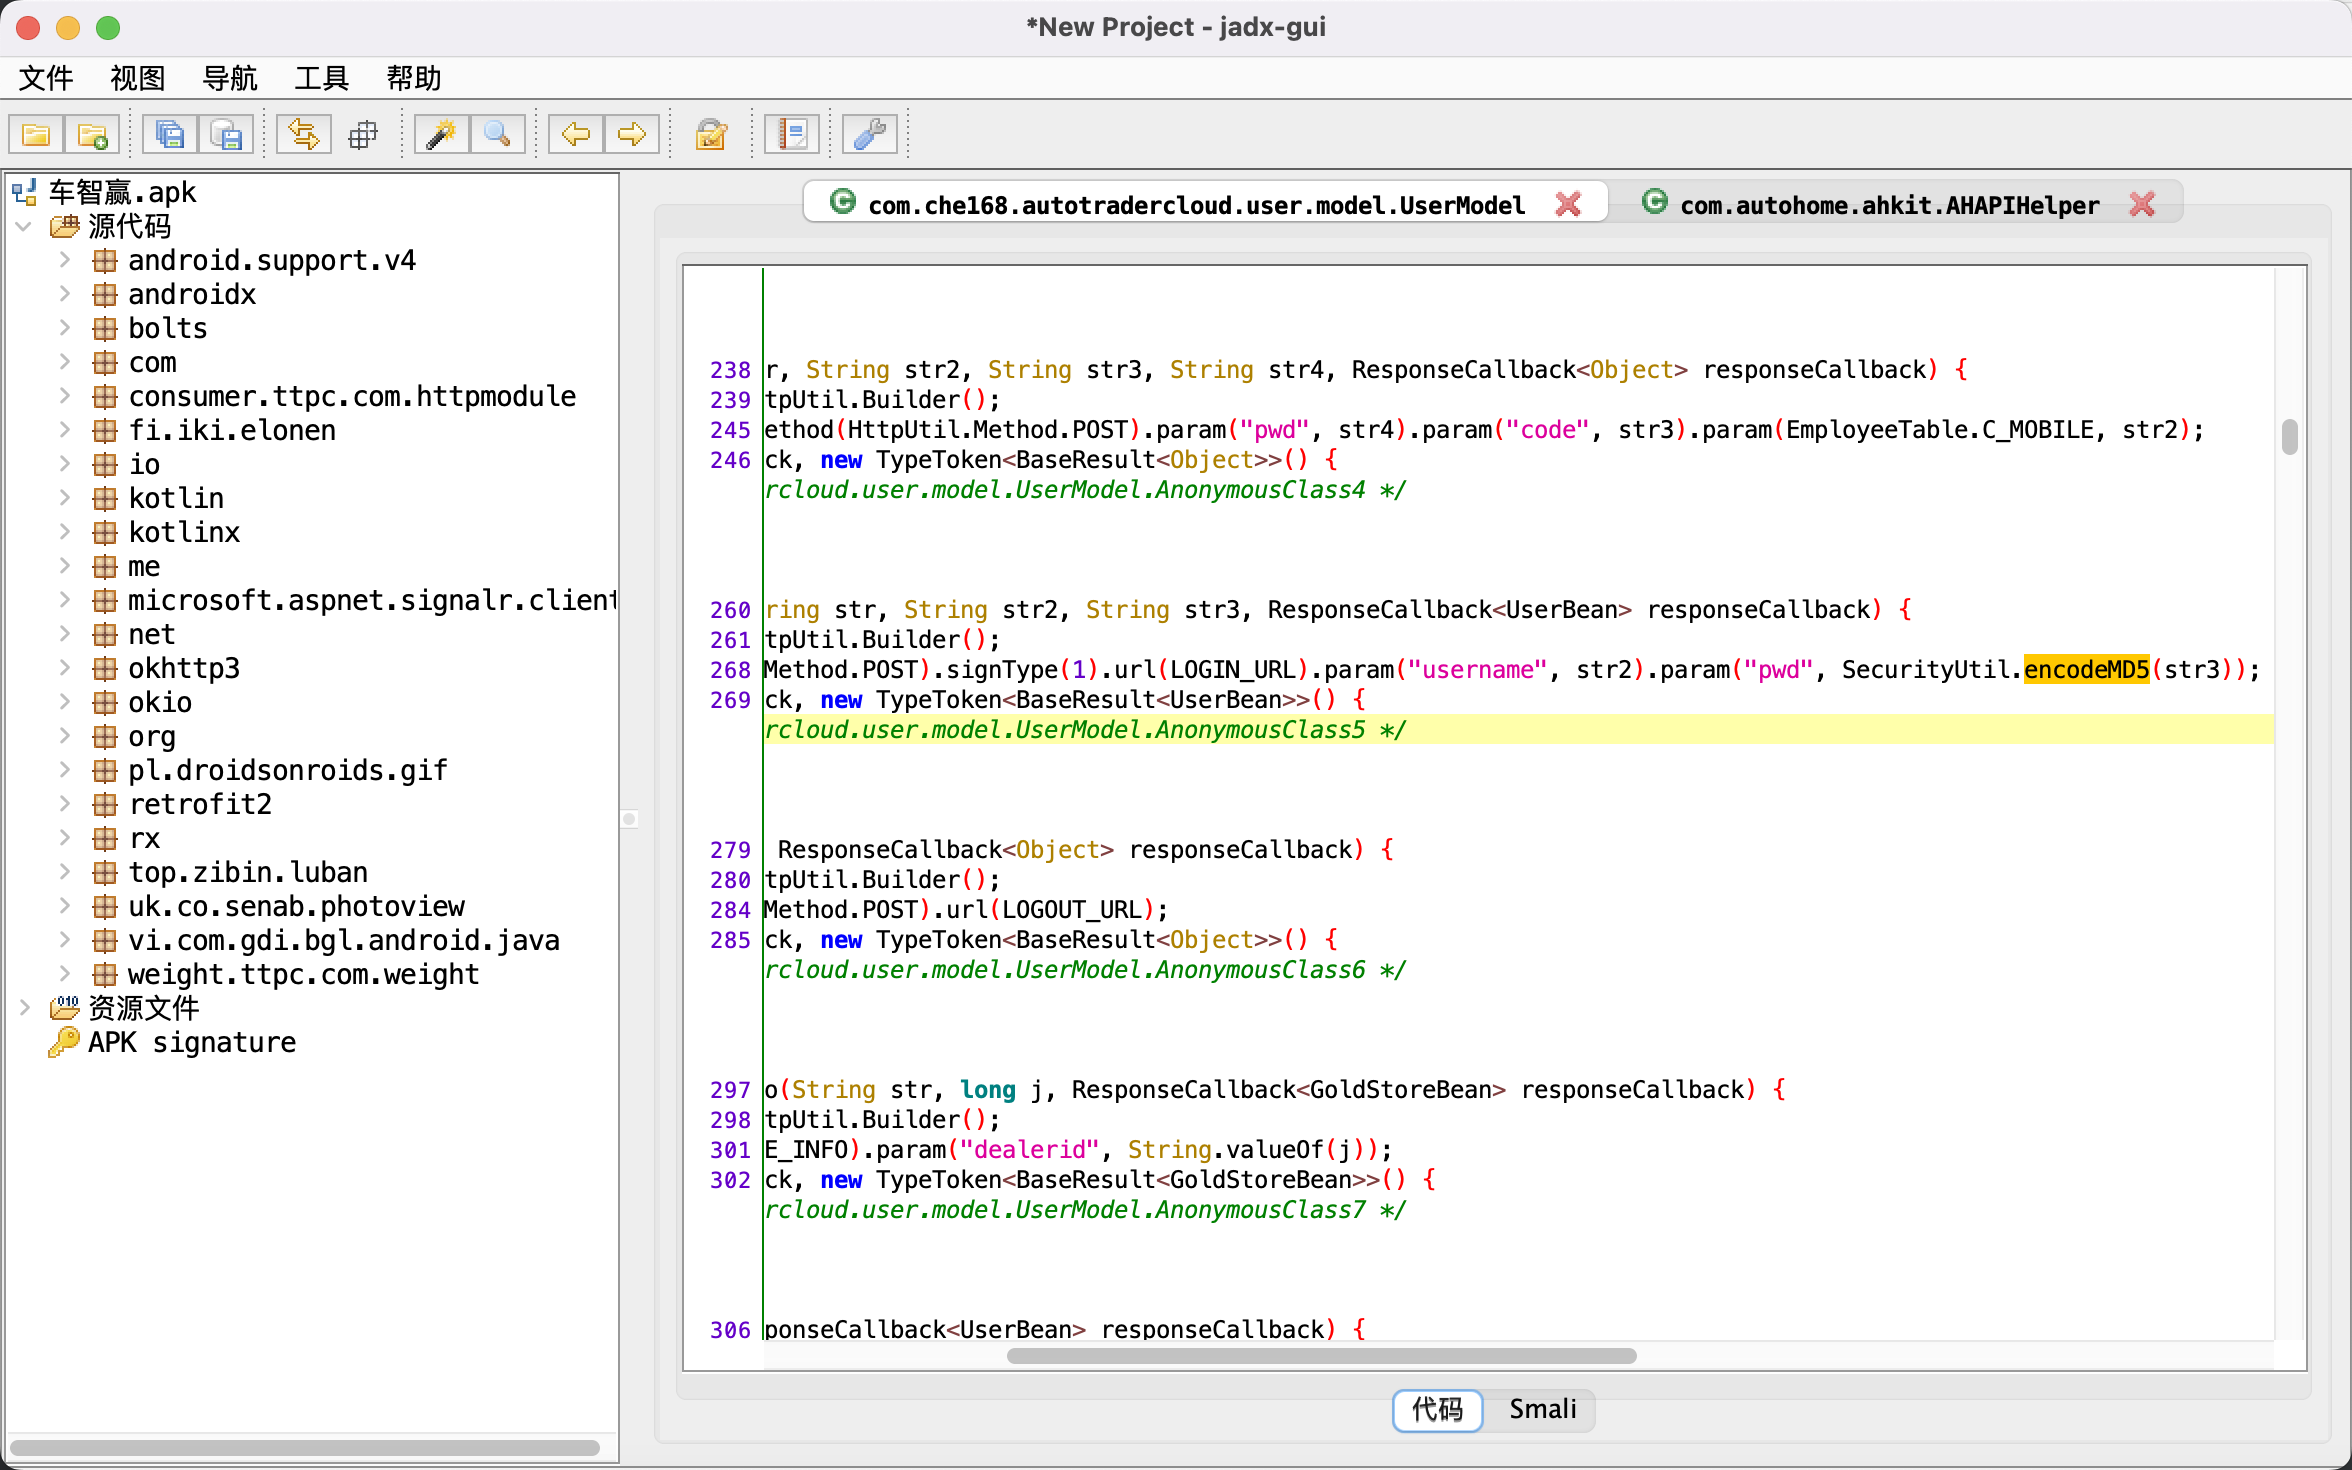 *New Project - jadx-gui
文件 视图 导航 工具 帮助
车智赢.apk
源代码
android.support.v4
androidx
bolts
com
consumer.ttpc.com.httpmodule
fi.iki.elonen
io
kotlin
kotlinx
me
microsoft.aspnet.signalr.client
net
okhttp3
okio
org
pl.droidsonroids.gif
retrofit2
rx
top.zibin.luban
uk.co.senab.photoview
vi.com.gdi.bgl.android.java
weight.ttpc.com.weight
资源文件
APK signature
com.che168.autotradercloud.user.model.UserModel com.autohome.ahkit.AHAPIHelper
238 r, String str2, String str3, String str4, ResponseCallback<Object> responseCallback) {
239 tpUtil.Builder();
245 ethod(HttpUtil.Method.POST).param("pwd", str4).param("code", str3).param(EmployeeTable.C_MOBILE, str2);
246 ck, new TypeToken<BaseResult<Object>>() {
rcloud.user.model.UserModel.AnonymousClass4 */
260 ring str, String str2, String str3, ResponseCallback<UserBean> responseCallback) {
261 tpUtil.Builder();
268 Method.POST).signType(1).url(LOGIN_URL).param("username", str2).param("pwd", SecurityUtil.encodeMD5(str3));
269 ck, new TypeToken<BaseResult<UserBean>>() {
rcloud.user.model.UserModel.AnonymousClass5 */
279 ResponseCallback<Object> responseCallback) {
280 tpUtil.Builder();
284 Method.POST).url(LOGOUT_URL);
285 ck, new TypeToken<BaseResult<Object>>() {
rcloud.user.model.UserModel.AnonymousClass6 */
297 o(String str, long j, ResponseCallback<GoldStoreBean> responseCallback) {
298 tpUtil.Builder();
301 E_INFO).param("dealerid", String.valueOf(j));
302 ck, new TypeToken<BaseResult<GoldStoreBean>>() {
rcloud.user.model.UserModel.AnonymousClass7 */
306 ponseCallback<UserBean> responseCallback) {
代码 Smali